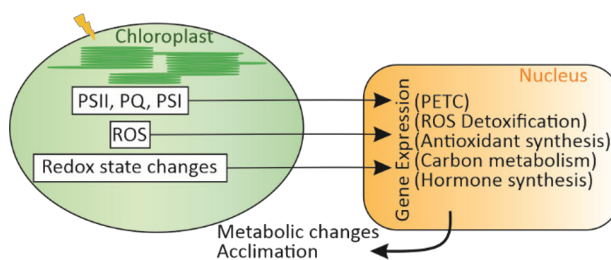 Chloroplast
PSII, PQ, PSI
ROS
Redox state changes
Nucleus
Gene Expression
(PETC)
(ROS Detoxification)
(Antioxidant synthesis)
(Carbon metabolism)
(Hormone synthesis)
Metabolic changes
Acclimation